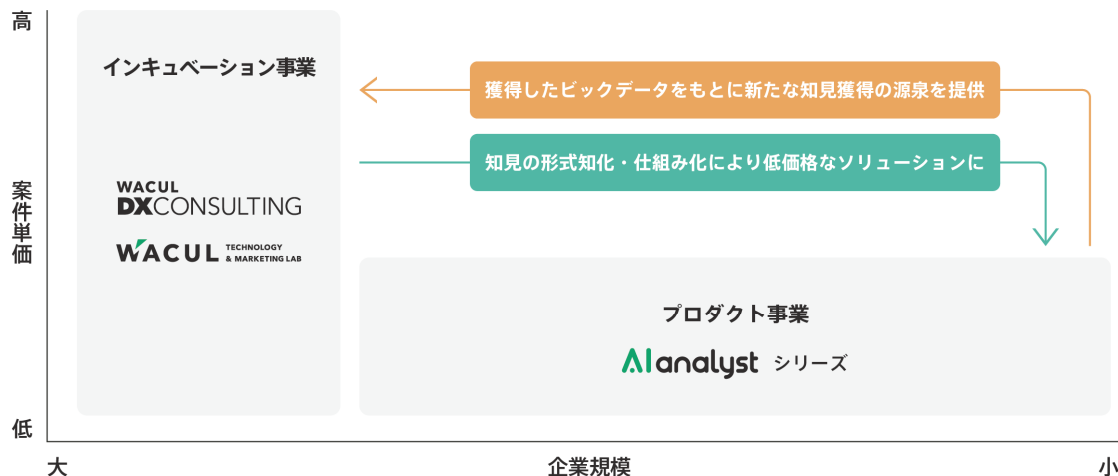 高
インキュベーション事業
獲得したビックデータをもとに新たな知見獲得の源泉を提供
知見の形式知化・仕組み化により低価格なソリューションに
案件単価
WACUL
DXCONSULTING
WACUL TECHNOLOGY
& MARKETING LAB
プロダクト事業
AI analyst シリーズ
低
大 企業規模 小